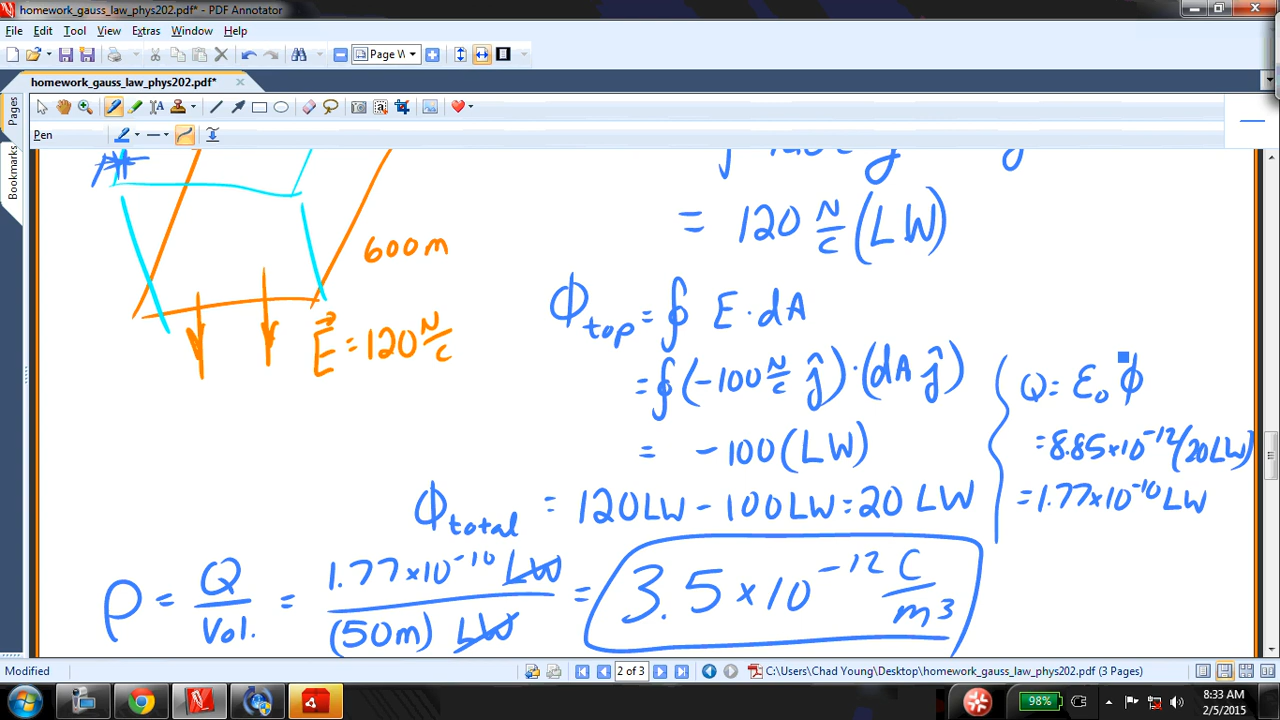 homework_gauss_law_phys202.pdf* - PDF Annotator
File Edit Tool View Extras Window Help
Page W
homework_gauss_law_phys202.pdf*
Pen
Pages
Bookmarks
= 120 N/C (LW)
600m
Φtop = ∮ E · dA
E⃗ = 120 N/C
= ∮(-100 N/C ĵ) · (dA ĵ)
Q = ε₀ Φ
= 8.85×10⁻¹²(20LW)
= -100(LW)
= 1.77×10⁻¹⁰ LW
Φtotal = 120LW - 100LW = 20 LW
ρ = Q/Vol. = 1.77×10⁻¹⁰ LW/(50m) LW = 3.5 × 10⁻¹² C/m³
Modified
2 of 3
C:\Users\Chad Young\Desktop\homework_gauss_law_phys202.pdf (3 Pages)
98%
8:33 AM
2/5/2015